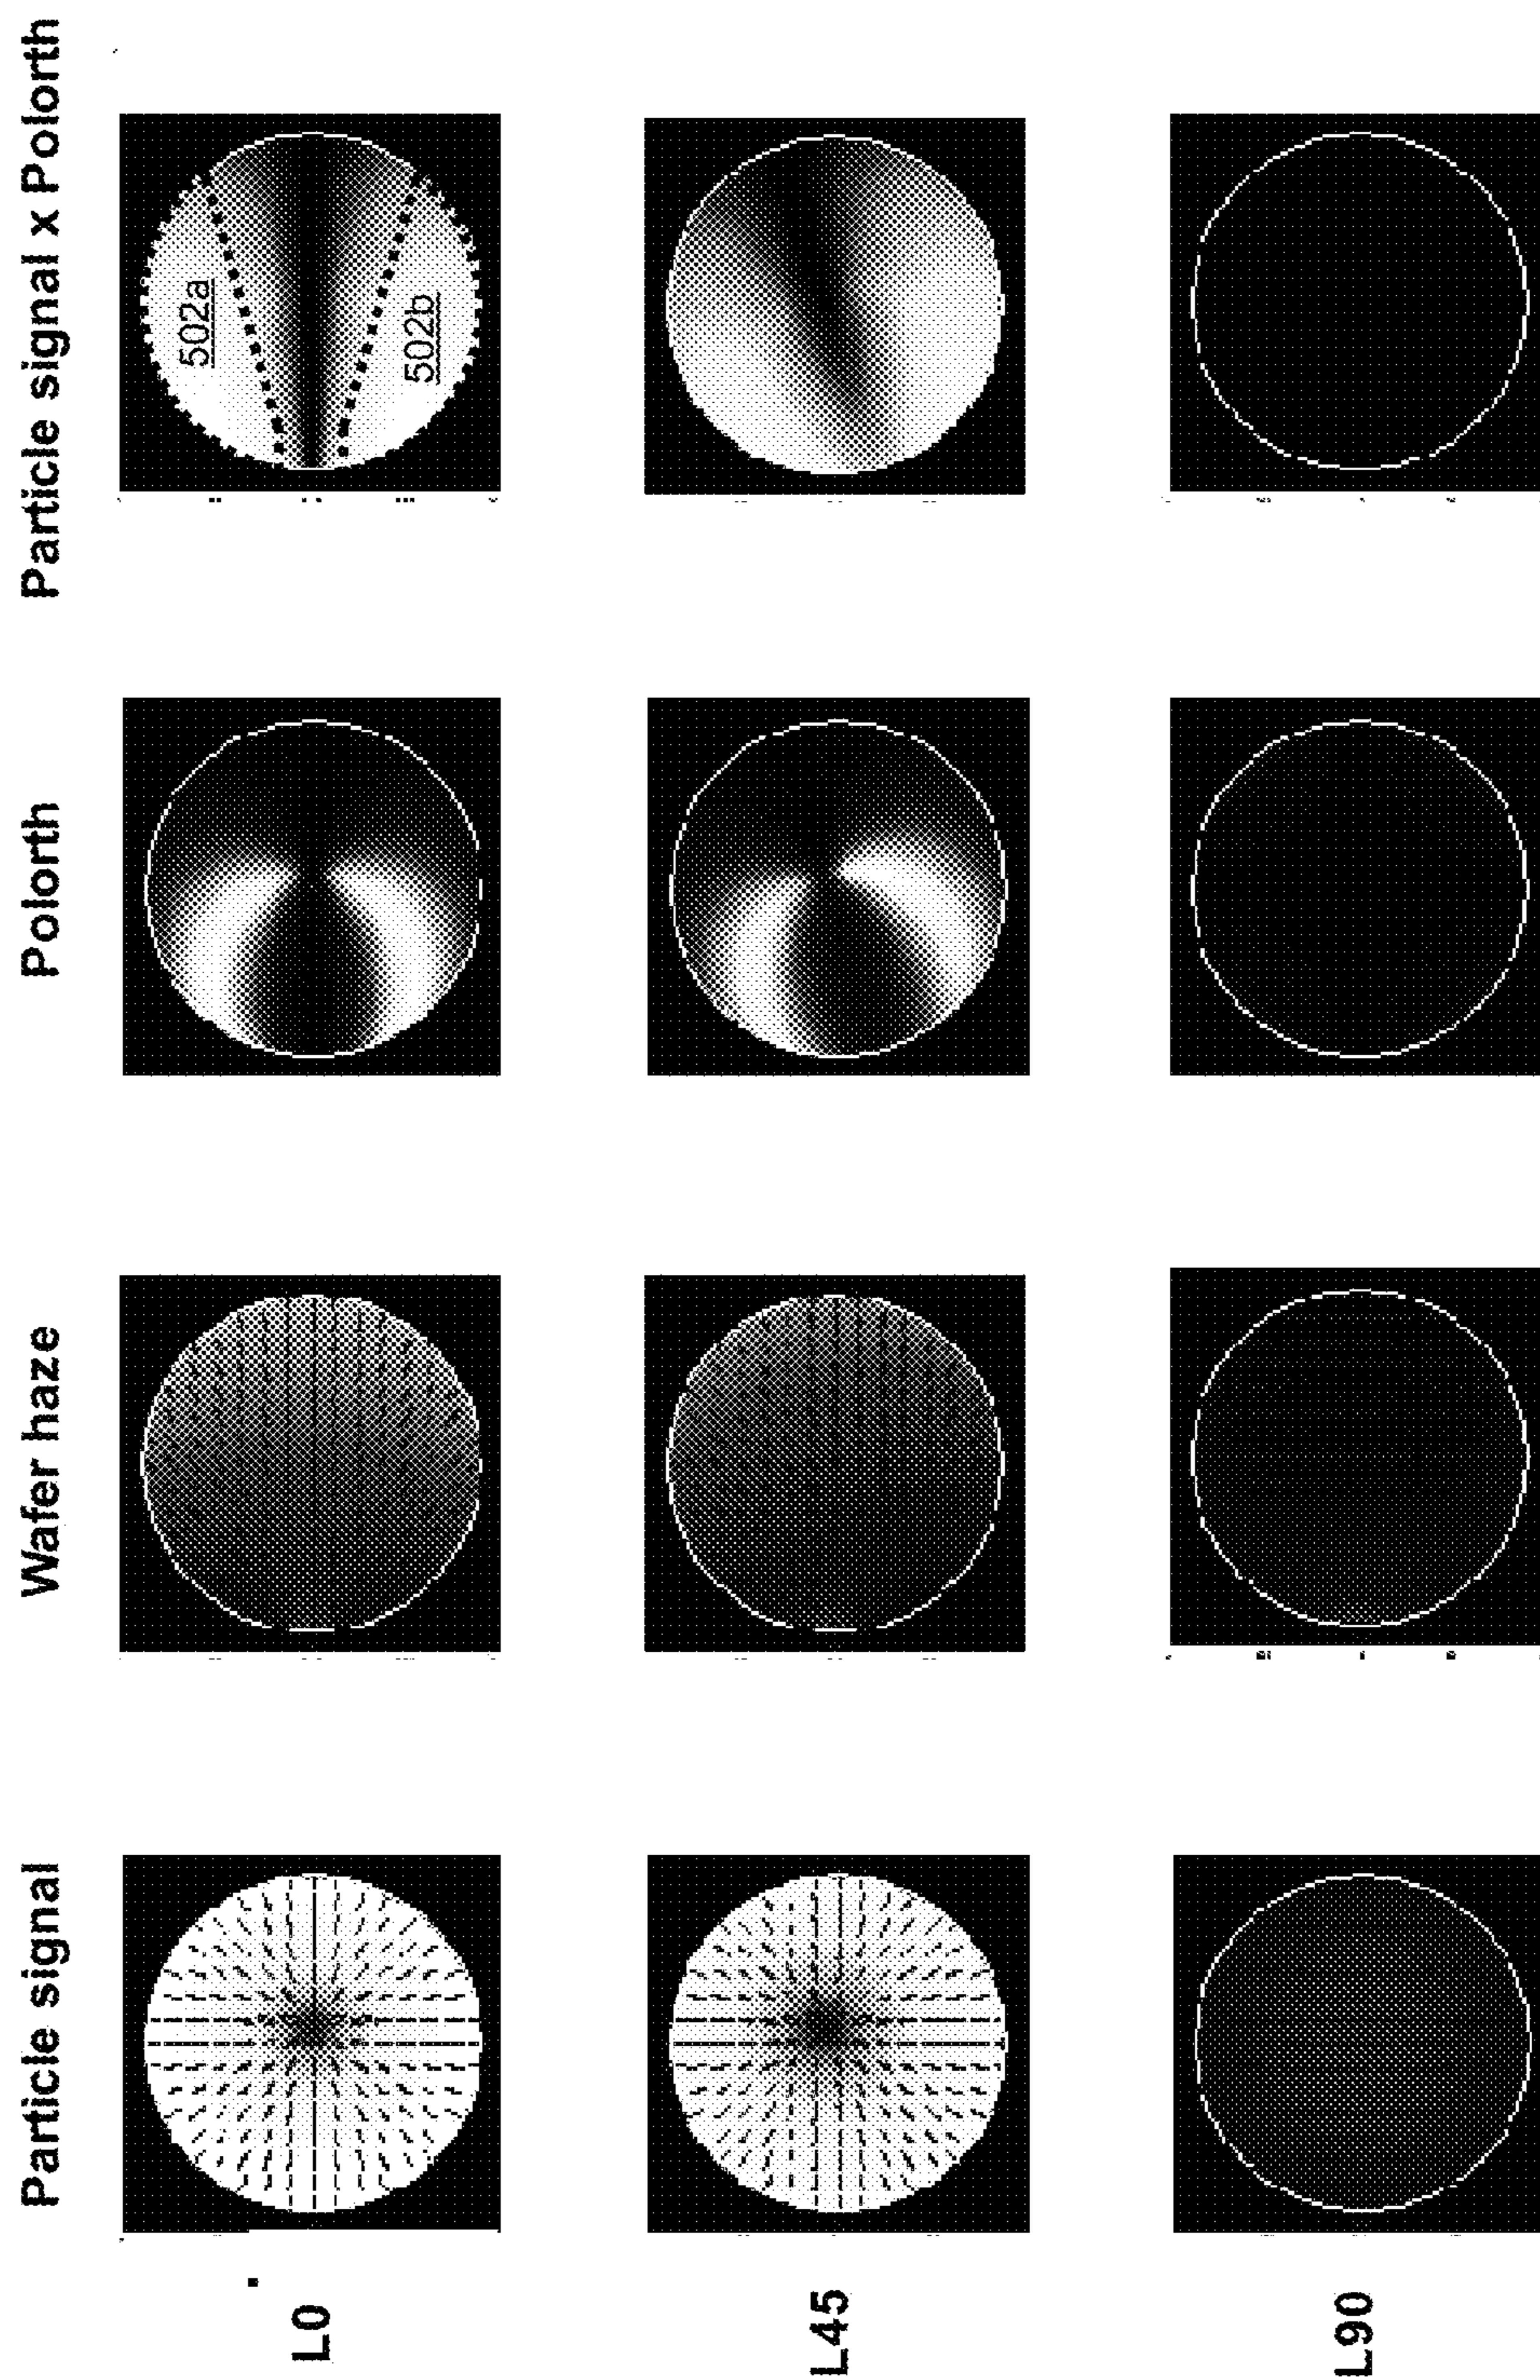 Particle signal
Wafer haze
Polorth
Particle signal x Polorth
L0
502a
502b
L45
L90